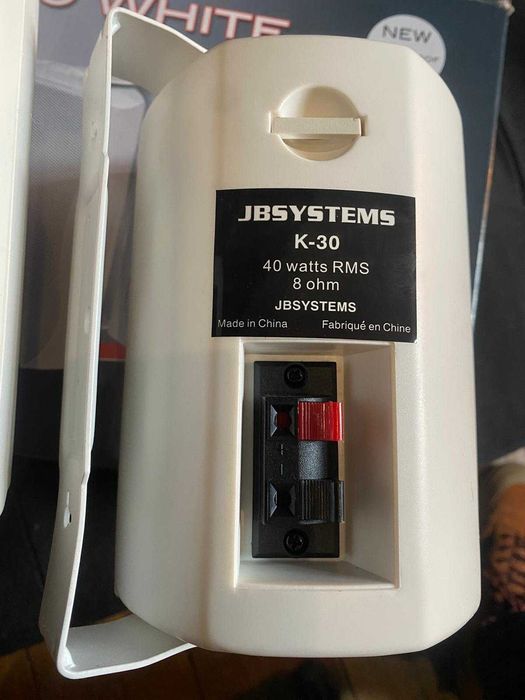 WHITE
NEW
JBSYSTEMS
K-30
40 watts RMS
8 ohm
JBSYSTEMS
Made in China Fabriqué en Chine
+
-